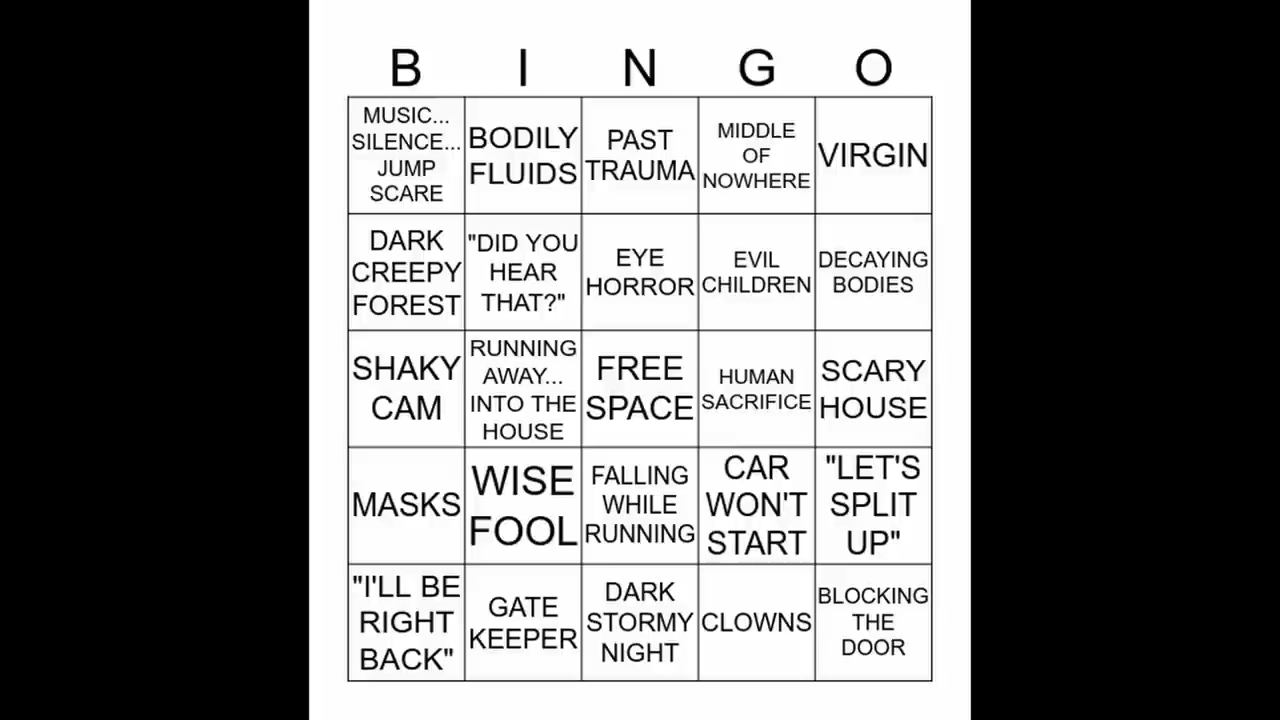 B I N G O
MUSIC...
SILENCE...
JUMP
SCARE
BODILY
FLUIDS
PAST
TRAUMA
MIDDLE
OF
NOWHERE
VIRGIN
DARK
CREEPY
FOREST
"DID YOU
HEAR
THAT?"
EYE
HORROR
EVIL
CHILDREN
DECAYING
BODIES
SHAKY
CAM
RUNNING
AWAY...
INTO THE
HOUSE
FREE
SPACE
HUMAN
SACRIFICE
SCARY
HOUSE
MASKS
WISE
FOOL
FALLING
WHILE
RUNNING
CAR
WON'T
START
"LET'S
SPLIT
UP"
"I'LL BE
RIGHT
BACK"
GATE
KEEPER
DARK
STORMY
NIGHT
CLOWNS
BLOCKING
THE
DOOR